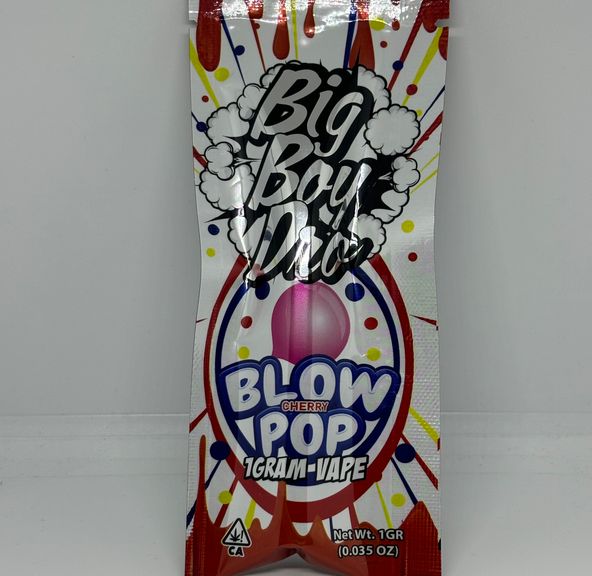 Big
Boy
Dro
BLOW
CHERRY
POP
1GRAM-VAPE
Net Wt. 1GR
(0.035 OZ)
CA